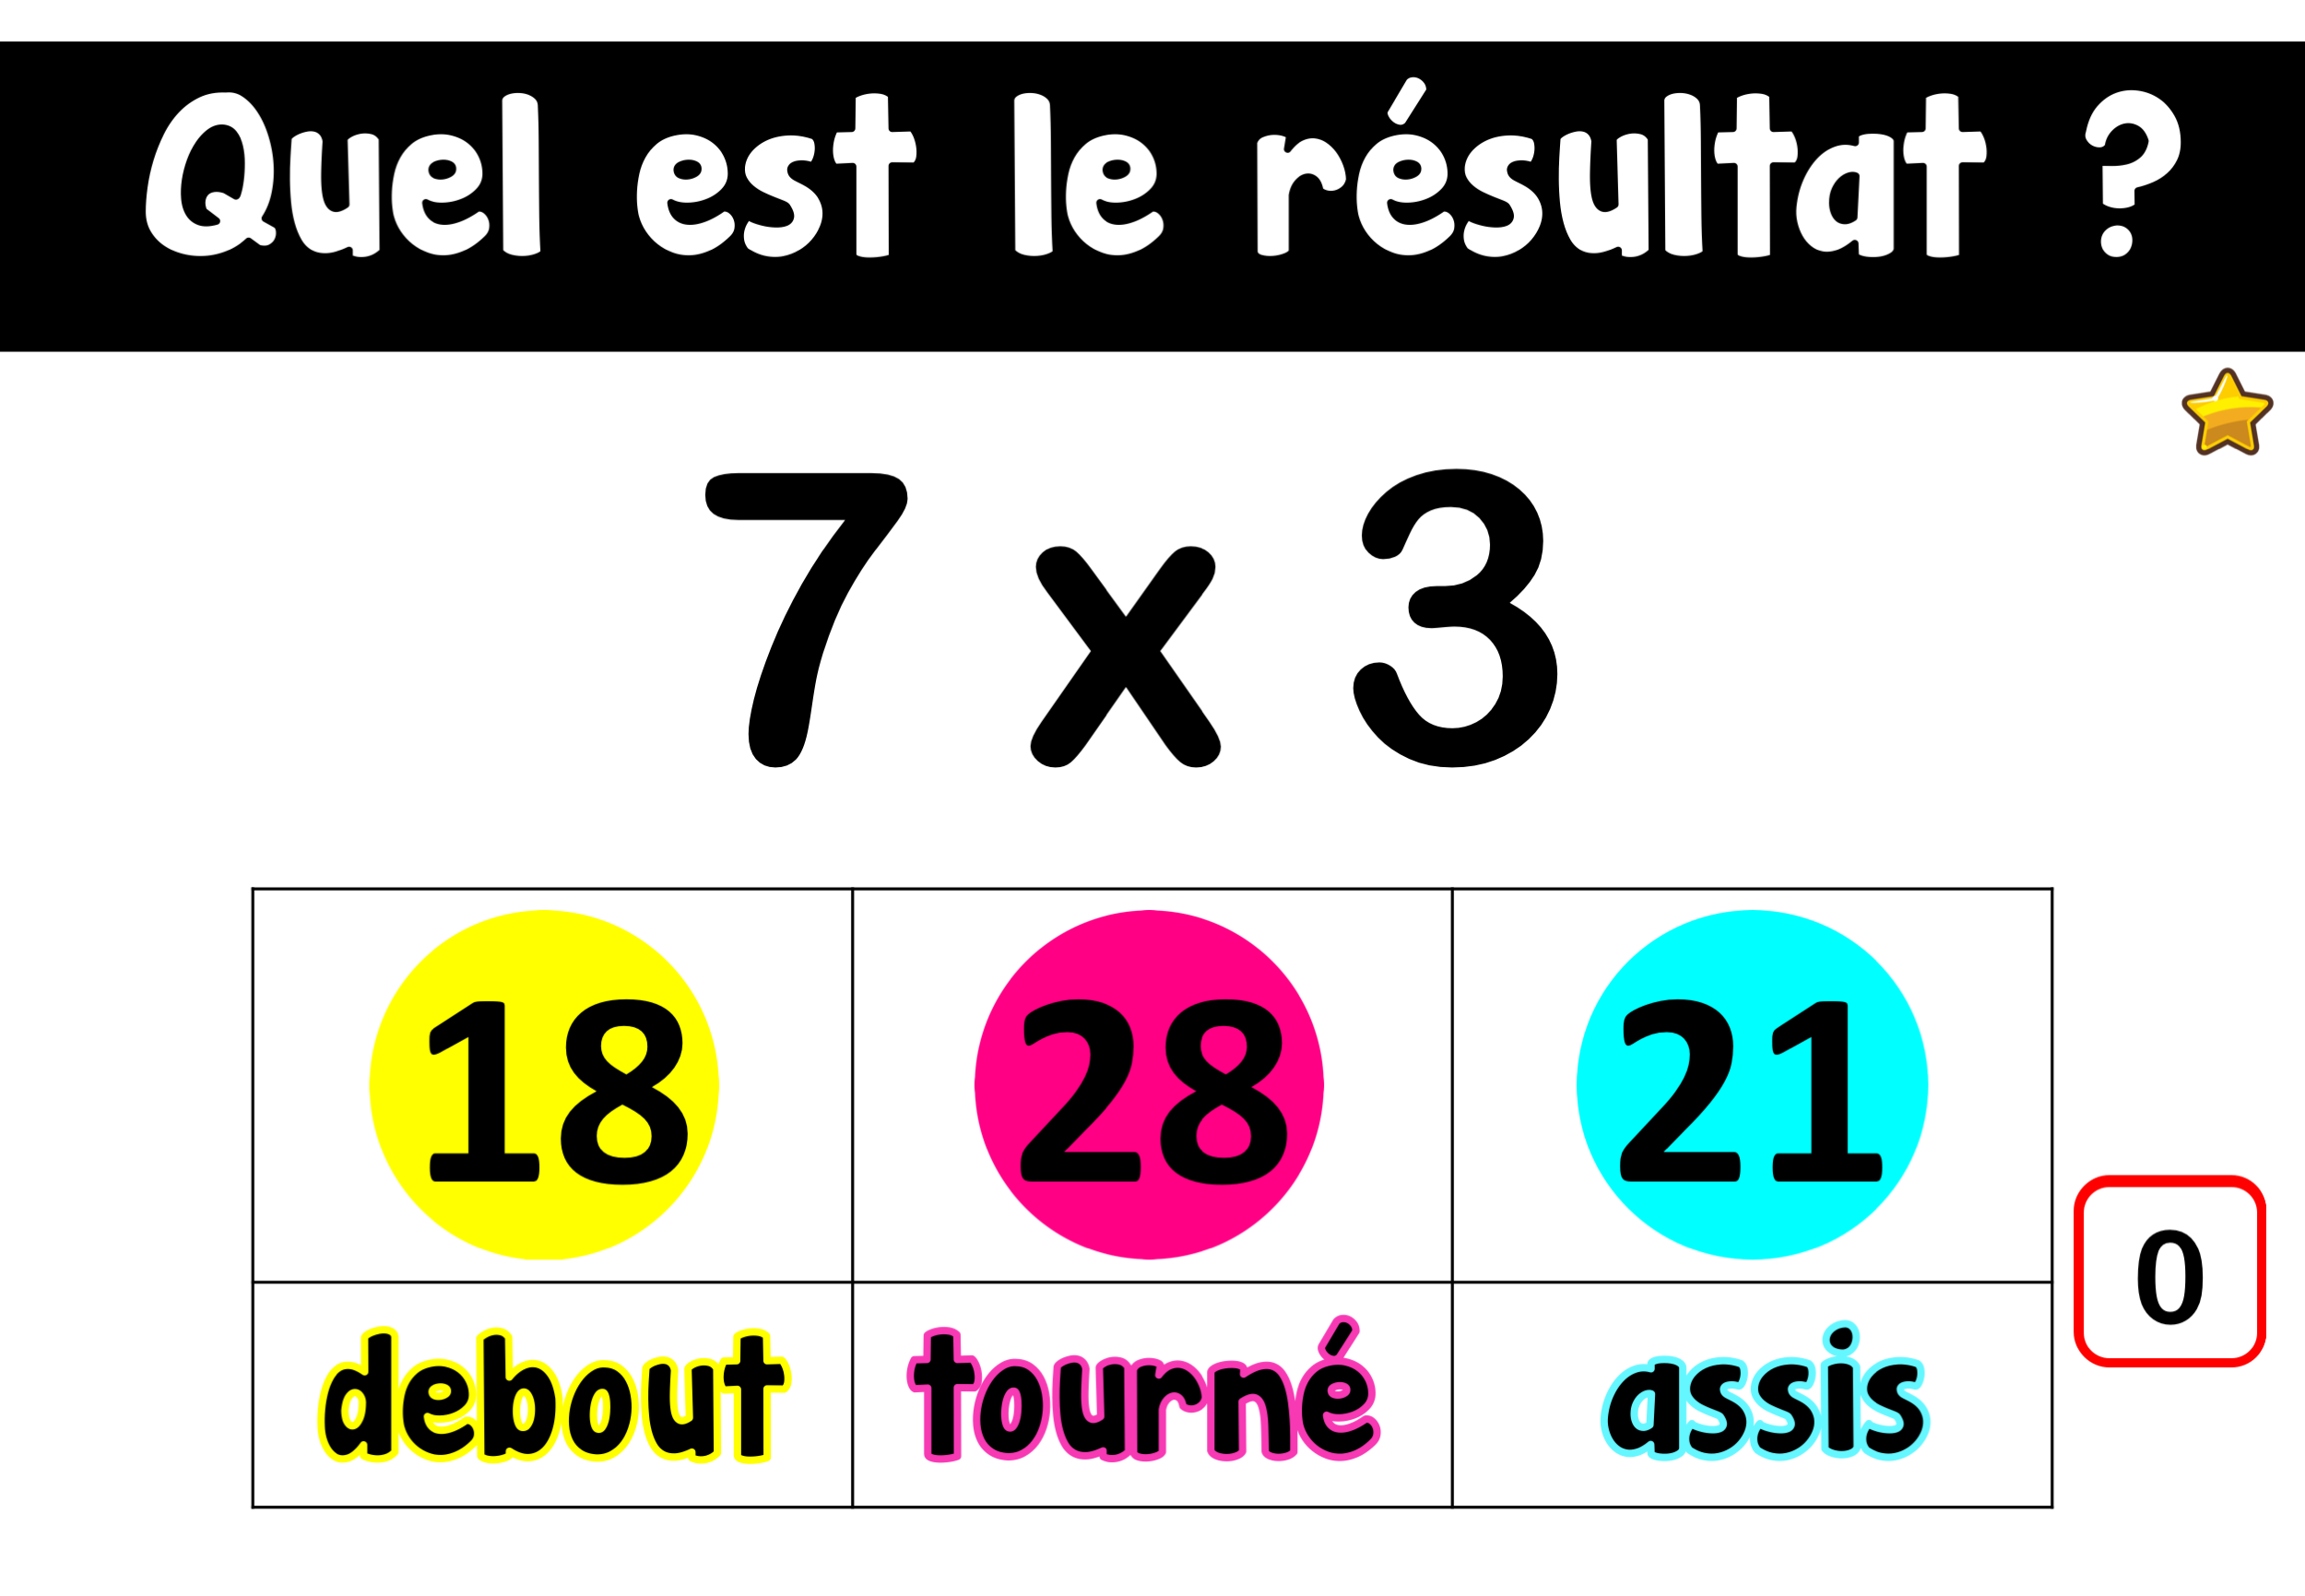 Quel est le résultat ?
7 x 3
18 28 21
0
debout tourné assis